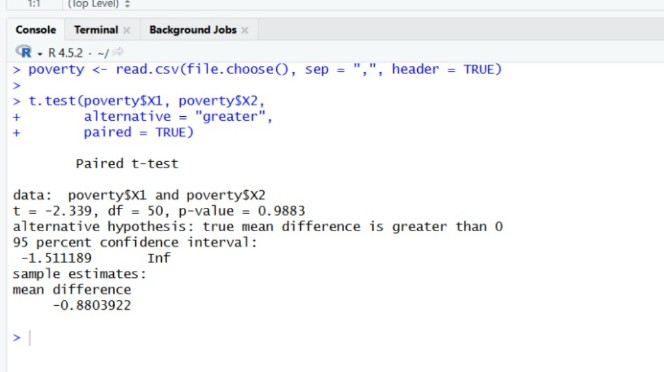 1:1 (Top Level)
Console Terminal Background Jobs
R R 4.5.2 · ~/
> poverty <- read.csv(file.choose(), sep = ",", header = TRUE)
>
> t.test(poverty$X1, poverty$X2,
+ alternative = "greater",
+ paired = TRUE)
Paired t-test
data: poverty$X1 and poverty$X2
t = -2.339, df = 50, p-value = 0.9883
alternative hypothesis: true mean difference is greater than 0
95 percent confidence interval:
-1.511189 Inf
sample estimates:
mean difference
-0.8803922
>